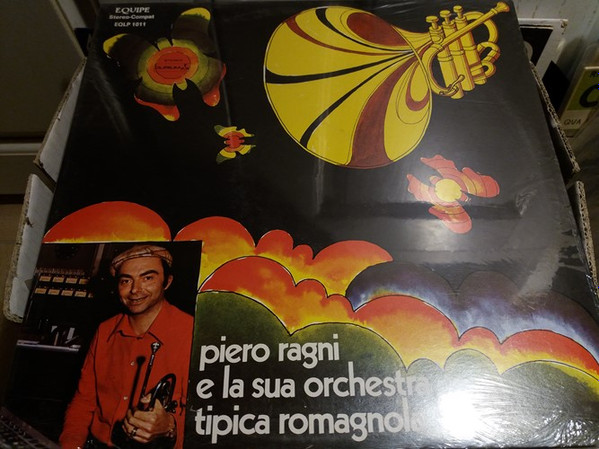 EQUIPE
Stereo-Compat
EQLP 1011
piero ragni
e la sua orchestra
tipica romagnola